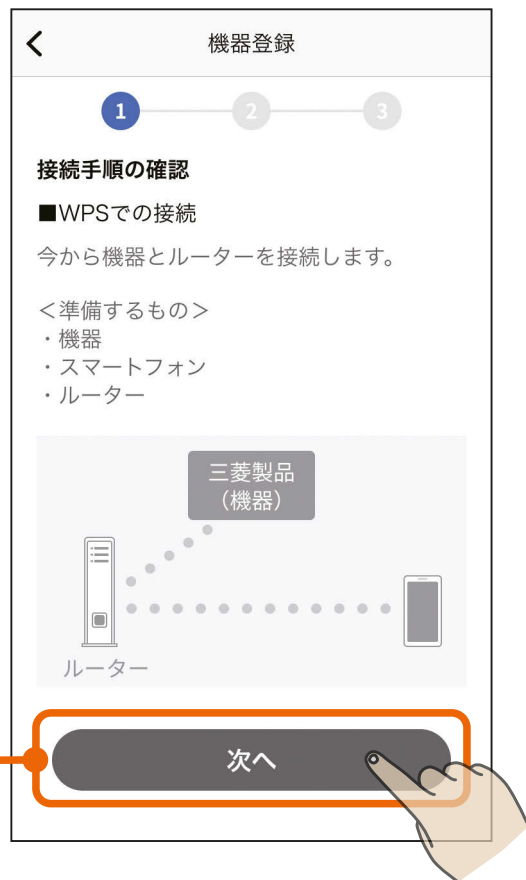 機器登録
1 2 3
接続手順の確認
■WPSでの接続
今から機器とルーターを接続します。
＜準備するもの＞
・機器
・スマートフォン
・ルーター
三菱製品
（機器）
ルーター
次へ